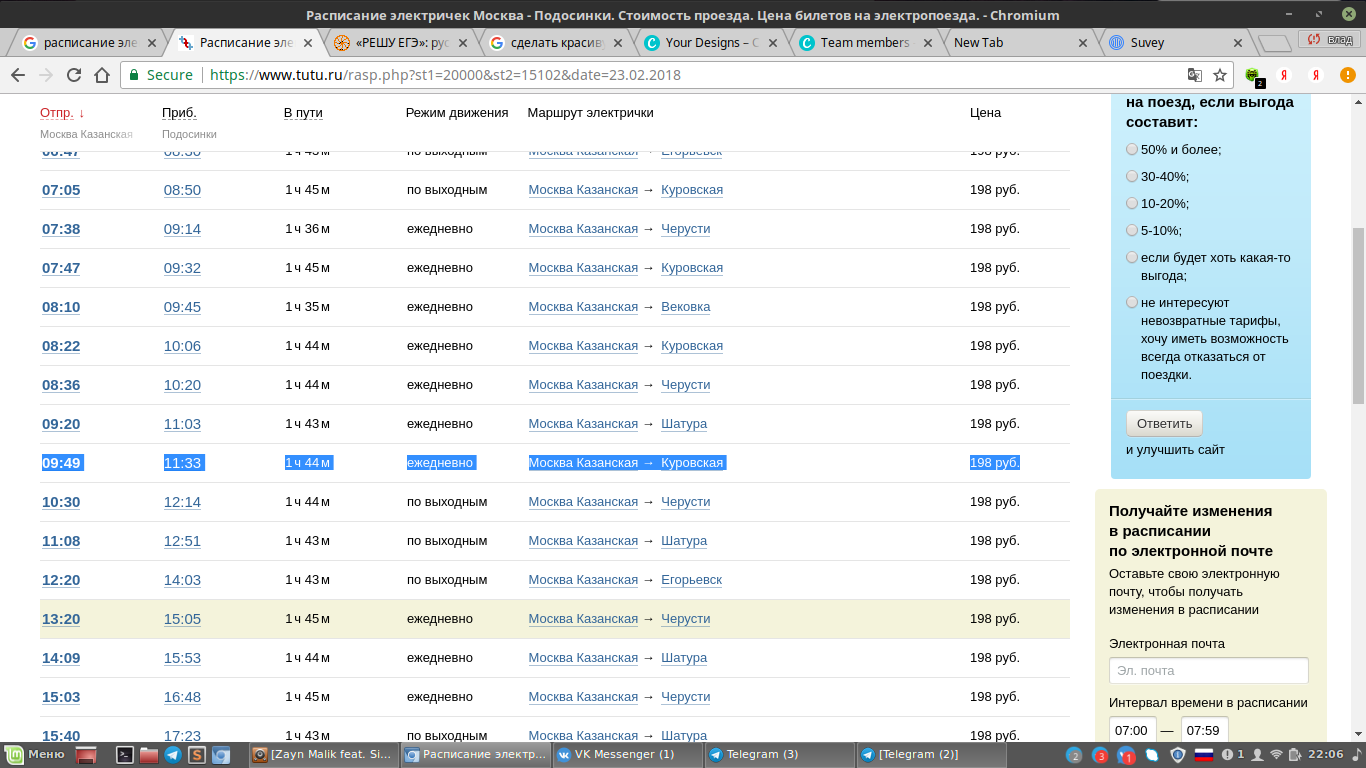 Расписание электричек Москва - Подосинки. Стоимость проезда. Цена билетов на электропоезда. - Chromium
расписание эле
Расписание эле
«РЕШУ ЕГЭ»: рус
сделать красив
Your Designs – C
Team members
New Tab
Suvey
влад
Secure
https://www.tutu.ru/rasp.php?st1=20000&st2=15102&date=23.02.2018
2
Отпр. ↓ Приб. В пути Режим движения Маршрут электрички Цена
Москва Казанская Подосинки
07:05 08:50 1 ч 45 м по выходным Москва Казанская → Куровская 198 руб.
07:38 09:14 1 ч 36 м ежедневно Москва Казанская → Черусти 198 руб.
07:47 09:32 1 ч 45 м ежедневно Москва Казанская → Куровская 198 руб.
08:10 09:45 1 ч 35 м ежедневно Москва Казанская → Вековка 198 руб.
08:22 10:06 1 ч 44 м ежедневно Москва Казанская → Куровская 198 руб.
08:36 10:20 1 ч 44 м ежедневно Москва Казанская → Черусти 198 руб.
09:20 11:03 1 ч 43 м ежедневно Москва Казанская → Шатура 198 руб.
09:49 11:33 1 ч 44 м ежедневно Москва Казанская → Куровская 198 руб.
10:30 12:14 1 ч 44 м по выходным Москва Казанская → Черусти 198 руб.
11:08 12:51 1 ч 43 м по выходным Москва Казанская → Шатура 198 руб.
12:20 14:03 1 ч 43 м по выходным Москва Казанская → Егорьевск 198 руб.
13:20 15:05 1 ч 45 м ежедневно Москва Казанская → Черусти 198 руб.
14:09 15:53 1 ч 44 м ежедневно Москва Казанская → Шатура 198 руб.
15:03 16:48 1 ч 45 м ежедневно Москва Казанская → Черусти 198 руб.
15:40 17:23 1 ч 43 м по выходным Москва Казанская → Шатура 198 руб.
на поезд, если выгода
составит:
50% и более;
30-40%;
10-20%;
5-10%;
если будет хоть какая-то
выгода;
не интересуют
невозвратные тарифы,
хочу иметь возможность
всегда отказаться от
поездки.
Ответить
и улучшить сайт
Получайте изменения
в расписании
по электронной почте
Оставьте свою электронную
почту, чтобы получать
изменения в расписании
Электронная почта
Эл. почта
Интервал времени в расписании
07:00 — 07:59
Меню
[Zayn Malik feat. Si...
Расписание электр...
VK Messenger (1)
Telegram (3)
[Telegram (2)]
2
3
1
1
22:06